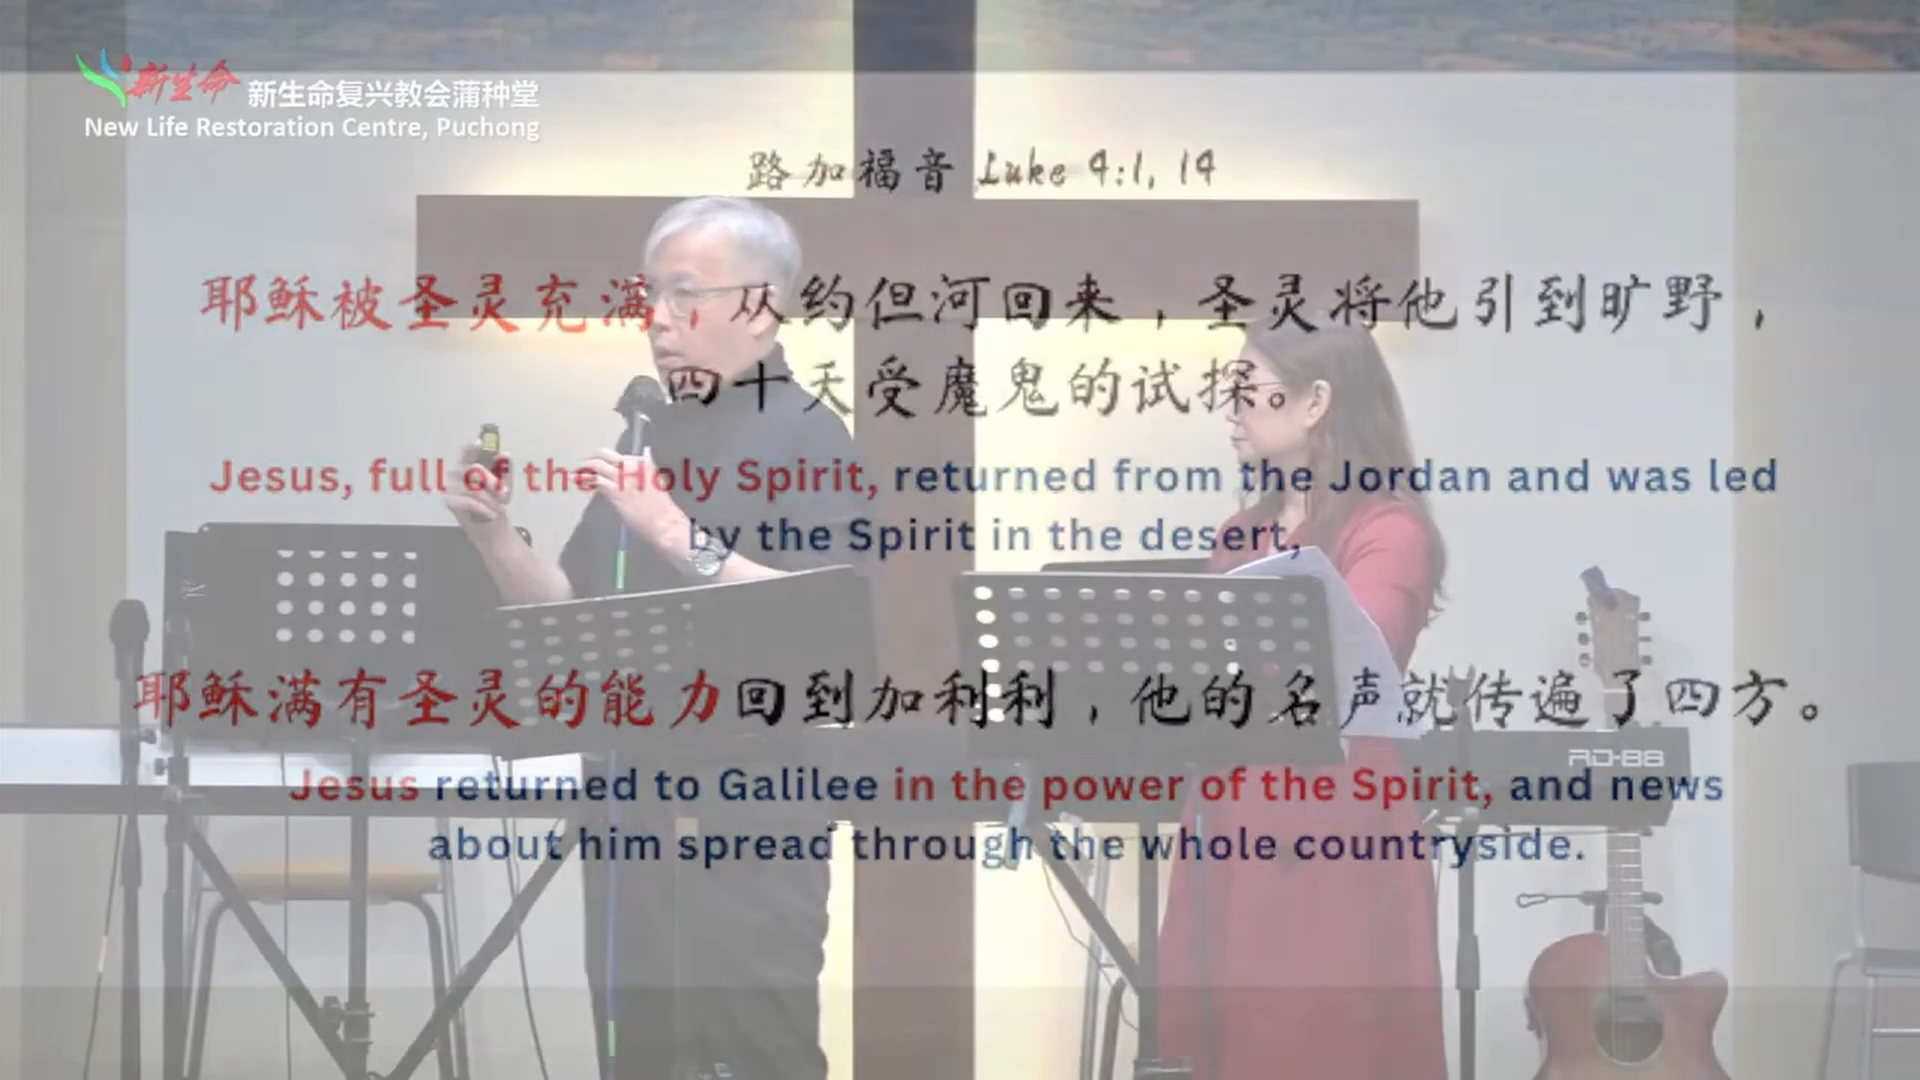 新生命 新生命复兴教会蒲种堂
New Life Restoration Centre, Puchong
路加福音 Luke 4:1, 14
耶稣被圣灵充满，从约但河回来，圣灵将他引到旷野，
四十天受魔鬼的试探。
Jesus, full of the Holy Spirit, returned from the Jordan and was led
by the Spirit in the desert,
耶稣满有圣灵的能力回到加利利，他的名声就传遍了四方。
RD-88
Jesus returned to Galilee in the power of the Spirit, and news
about him spread through the whole countryside.